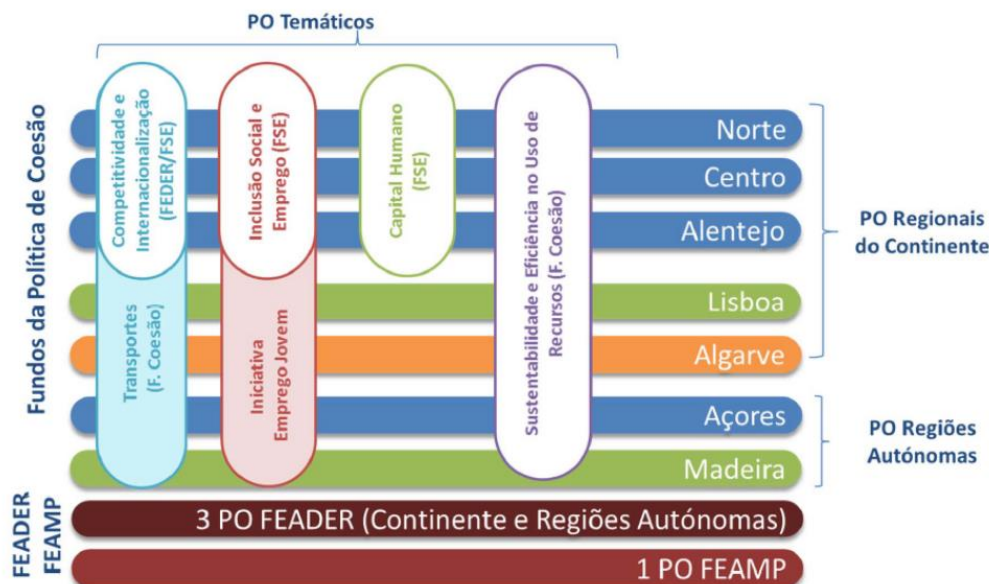 PO Temáticos
Fundos da Política de Coesão
Competitividade e
Internacionalização
(FEDER/FSE)
Transportes
(F. Coesão)
Inclusão Social e
Emprego (FSE)
Iniciativa
Emprego Jovem
Capital Humano
(FSE)
Sustentabilidade e Eficiência no Uso de
Recursos (F. Coesão)
Norte
Centro
Alentejo
Lisboa
Algarve
Açores
Madeira
PO Regionais
do Continente
PO Regiões
Autónomas
FEADER
FEAMP
3 PO FEADER (Continente e Regiões Autónomas)
1 PO FEAMP